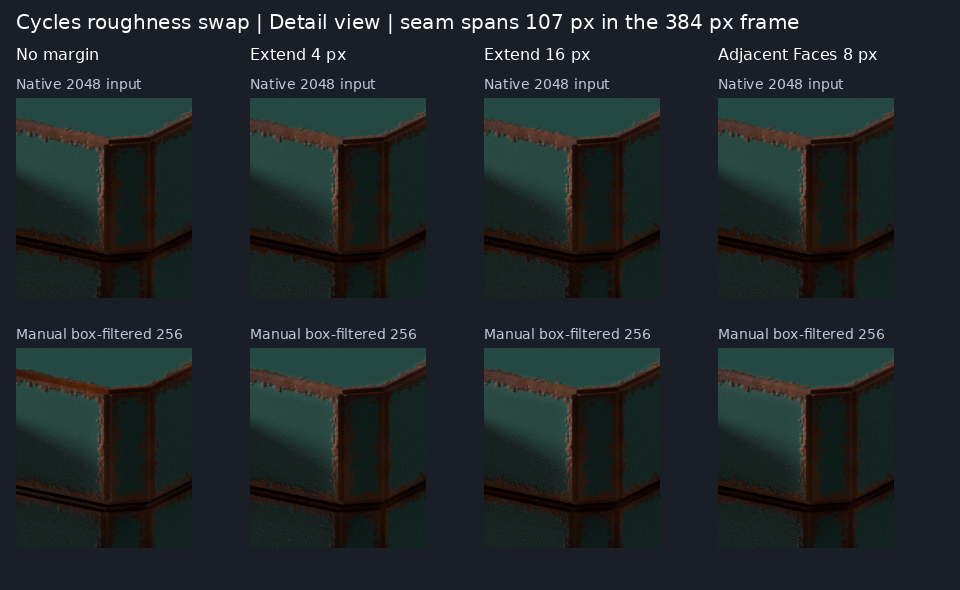 Cycles roughness swap | Detail view | seam spans 107 px in the 384 px frame
No margin
Extend 4 px
Extend 16 px
Adjacent Faces 8 px
Native 2048 input
Native 2048 input
Native 2048 input
Native 2048 input
Manual box-filtered 256
Manual box-filtered 256
Manual box-filtered 256
Manual box-filtered 256